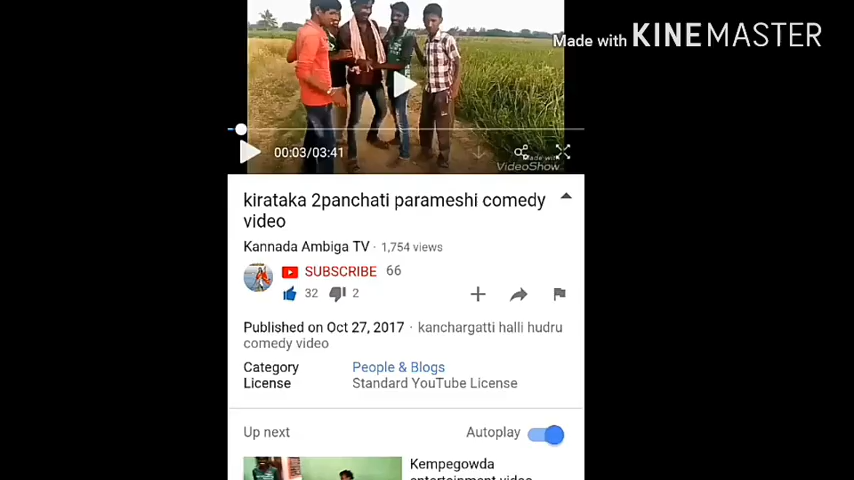 Made with KINEMASTER
00:03/03:41
Made with
VideoShow
kirataka 2panchati parameshi comedy
video
Kannada Ambiga TV · 1,754 views
SUBSCRIBE 66
32 2
Published on Oct 27, 2017 · kanchargatti halli hudru
comedy video
Category People & Blogs
License Standard YouTube License
Up next Autoplay
Kempegowda
entertainment video